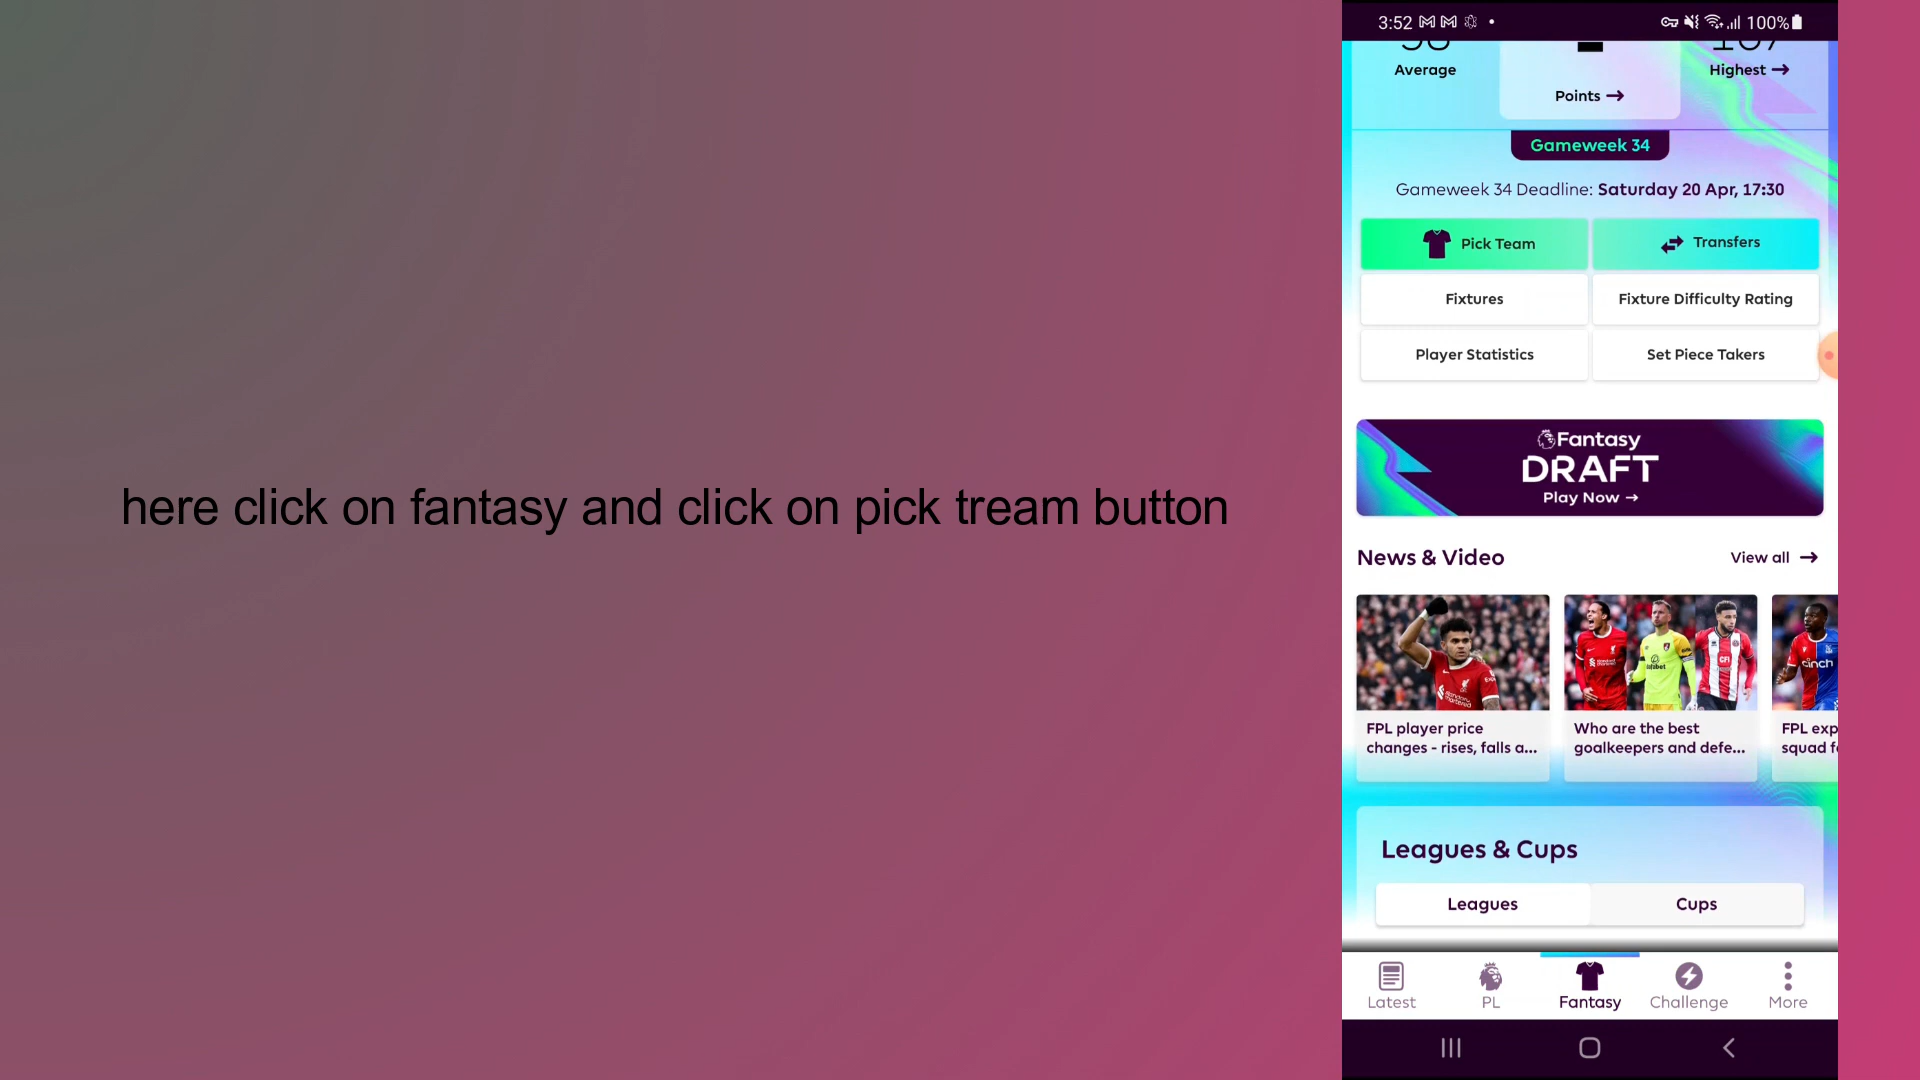 3:52
100%
Average
Highest →
Points →
Gameweek 34
Gameweek 34 Deadline: Saturday 20 Apr, 17:30
Pick Team
Transfers
Fixtures
Fixture Difficulty Rating
Player Statistics
Set Piece Takers
here click on fantasy and click on pick tream button
Fantasy
DRAFT
Play Now →
News & Video
View all →
FPL player price
changes - rises, falls a...
Who are the best
goalkeepers and defe...
FPL exp
squad f
Leagues & Cups
Leagues
Cups
Latest
PL
Fantasy
Challenge
More